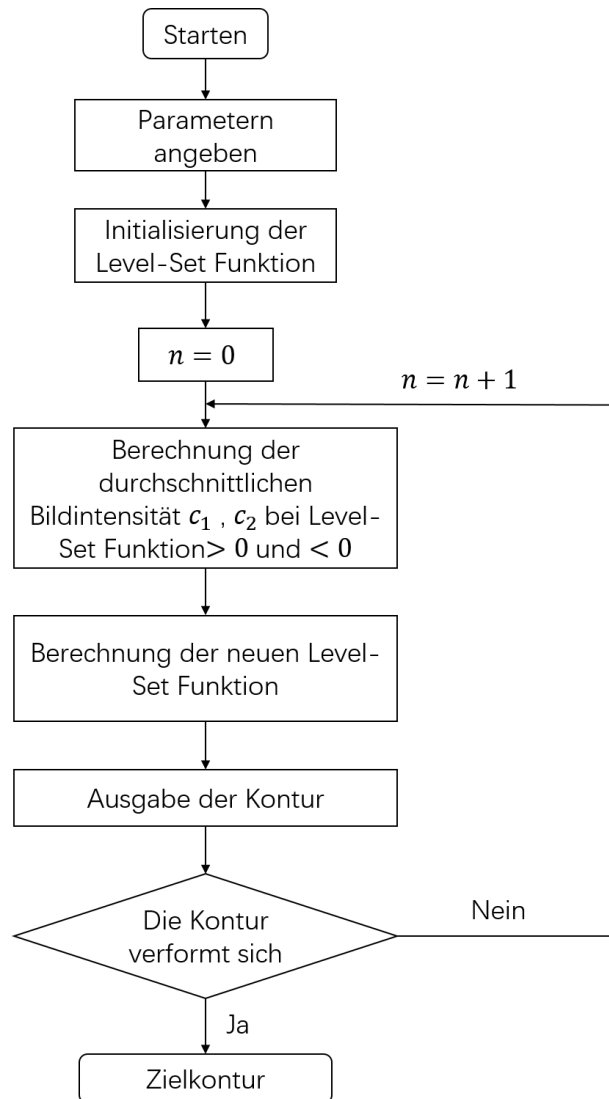 Starten
Parametern
angeben
Initialisierung der
Level-Set Funktion
n = 0
n = n + 1
Berechnung der
durchschnittlichen
Bildintensität c₁ , c₂ bei Level-
Set Funktion> 0 und < 0
Berechnung der neuen Level-
Set Funktion
Ausgabe der Kontur
Die Kontur
verformt sich
Nein
Ja
Zielkontur